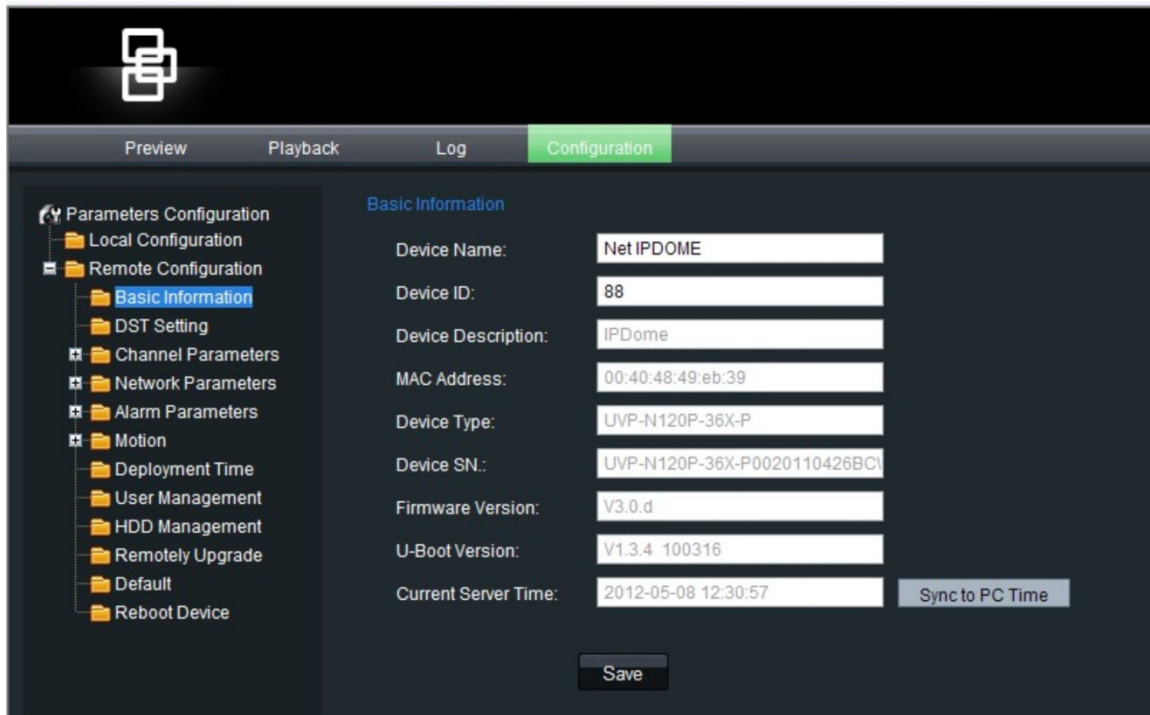 Preview Playback Log Configuration
Parameters Configuration
Local Configuration
Remote Configuration
Basic Information
DST Setting
Channel Parameters
Network Parameters
Alarm Parameters
Motion
Deployment Time
User Management
HDD Management
Remotely Upgrade
Default
Reboot Device
Basic Information
Device Name: Net IPDOME
Device ID: 88
Device Description: IPDome
MAC Address: 00:40:48:49:eb:39
Device Type: UVP-N120P-36X-P
Device SN.: UVP-N120P-36X-P0020110426BC
Firmware Version: V3.0.d
U-Boot Version: V1.3.4 100316
Current Server Time: 2012-05-08 12:30:57 Sync to PC Time
Save